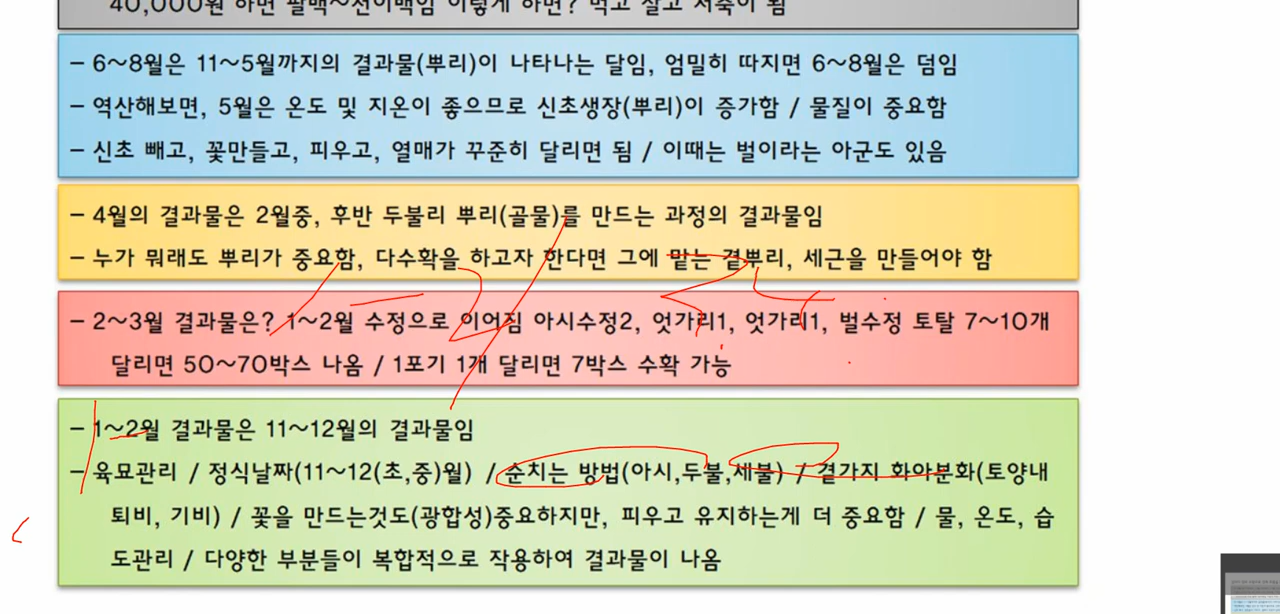 40,000원 하면 팔백~천이백임 이렇게 하면? 먹고 살고 저축이 됨
- 6~8월은 11~5월까지의 결과물(뿌리)이 나타나는 달임, 엄밀히 따지면 6~8월은 덤임
- 역산해보면, 5월은 온도 및 지온이 좋으므로 신초생장(뿌리)이 증가함 / 물질이 중요함
- 신초 빼고, 꽃만들고, 피우고, 열매가 꾸준히 달리면 됨 / 이때는 벌이라는 아군도 있음
- 4월의 결과물은 2월중, 후반 두불리 뿌리(골물)를 만드는 과정의 결과물임
- 누가 뭐래도 뿌리가 중요함, 다수확을 하고자 한다면 그에 맡는 곁뿌리, 세근을 만들어야 함
- 2~3월 결과물은? 1~2월 수정으로 이어짐 아시수정2, 엇가리1, 엇가리1, 벌수정 토탈 7~10개
달리면 50~70박스 나옴 / 1포기 1개 달리면 7박스 수확 가능
- 1~2월 결과물은 11~12월의 결과물임
- 육묘관리 / 정식날짜(11~12(초,중)월) / 순치는 방법(아시,두불,세불) / 곁가지 화아분화(토양내
퇴비, 기비) / 꽃을 만드는것도(광합성)중요하지만, 피우고 유지하는게 더 중요함 / 물, 온도, 습
도관리 / 다양한 부분들이 복합적으로 작용하여 결과물이 나옴